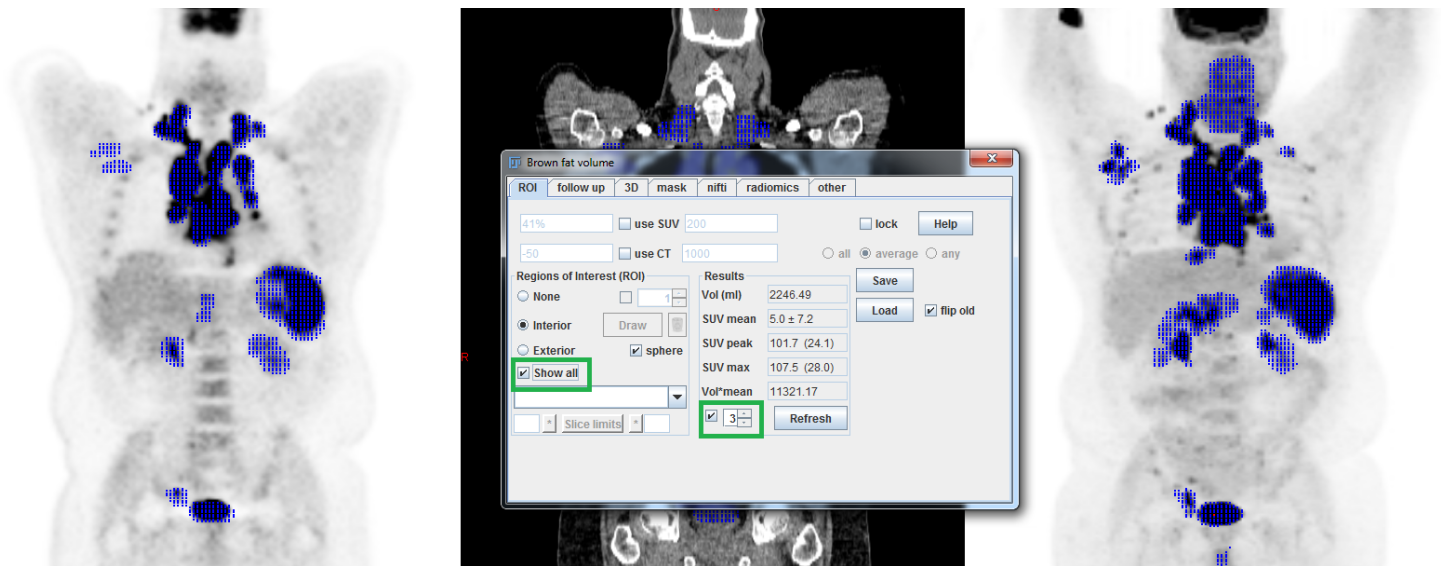 Brown fat volume
ROI follow up 3D mask nifti radiomics other
41% use SUV 200 lock Help
-50 use CT 1000 all average any
Regions of Interest (ROI) Results Save
None 1 Vol (ml) 2246.49 Load flip old
Interior Draw SUV mean 5.0 ± 7.2
Exterior sphere SUV peak 101.7 (24.1)
Show all SUV max 107.5 (28.0)
Vol*mean 11321.17
* Slice limits * 3 Refresh
R